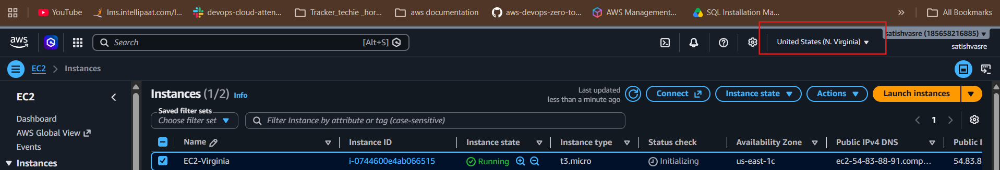 YouTube
lms.intellipaat.com/l...
devops-cloud-atten...
Tracker_techie _hor...
aws documentation
aws-devops-zero-to...
AWS Management...
SQL Installation Ma...
All Bookmarks
aws
Search
[Alt+S]
United States (N. Virginia)
satishvasre (185658216885)
satishvasre
EC2
Instances
EC2
Dashboard
AWS Global View
Events
Instances
Instances (1/2) Info
Last updated
less than a minute ago
Connect
Instance state
Actions
Launch instances
Saved filter sets
Choose filter set
Filter Instance by attribute or tag (case-sensitive)
1
Name Instance ID Instance state Instance type Status check Availability Zone Public IPv4 DNS Public I
EC2-Virginia i-0744600e4ab066515 Running t3.micro Initializing us-east-1c ec2-54-83-88-91.comp... 54.83.8